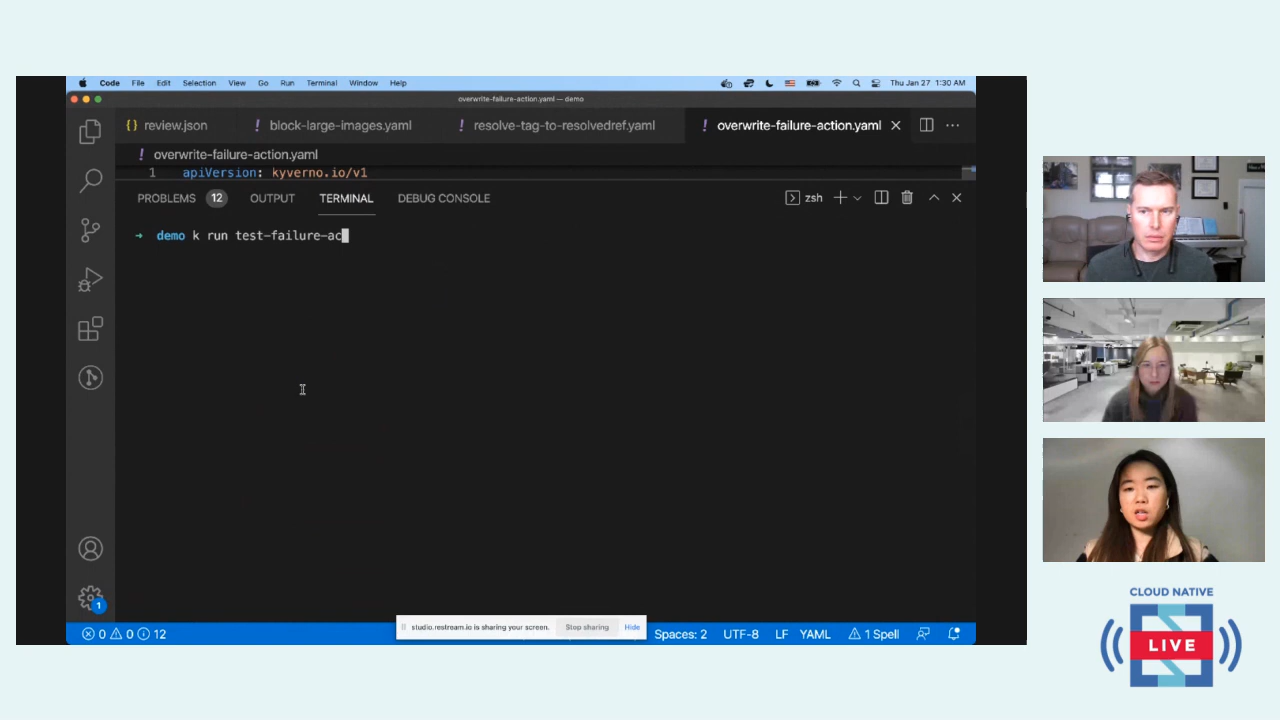 Code File Edit Selection View Go Run Terminal Window Help Thu Jan 27 1:30 AM
overwrite-failure-action.yaml — demo
{} review.json ! block-large-images.yaml ! resolve-tag-to-resolvedref.yaml ! overwrite-failure-action.yaml
! overwrite-failure-action.yaml
1 apiVersion: kyverno.io/v1
PROBLEMS 12 OUTPUT TERMINAL DEBUG CONSOLE zsh
→ demo k run test-failure-ac
1
studio.restream.io is sharing your screen. Stop sharing Hide
0 0 12 Spaces: 2 UTF-8 LF YAML 1 Spell
CLOUD NATIVE
LIVE